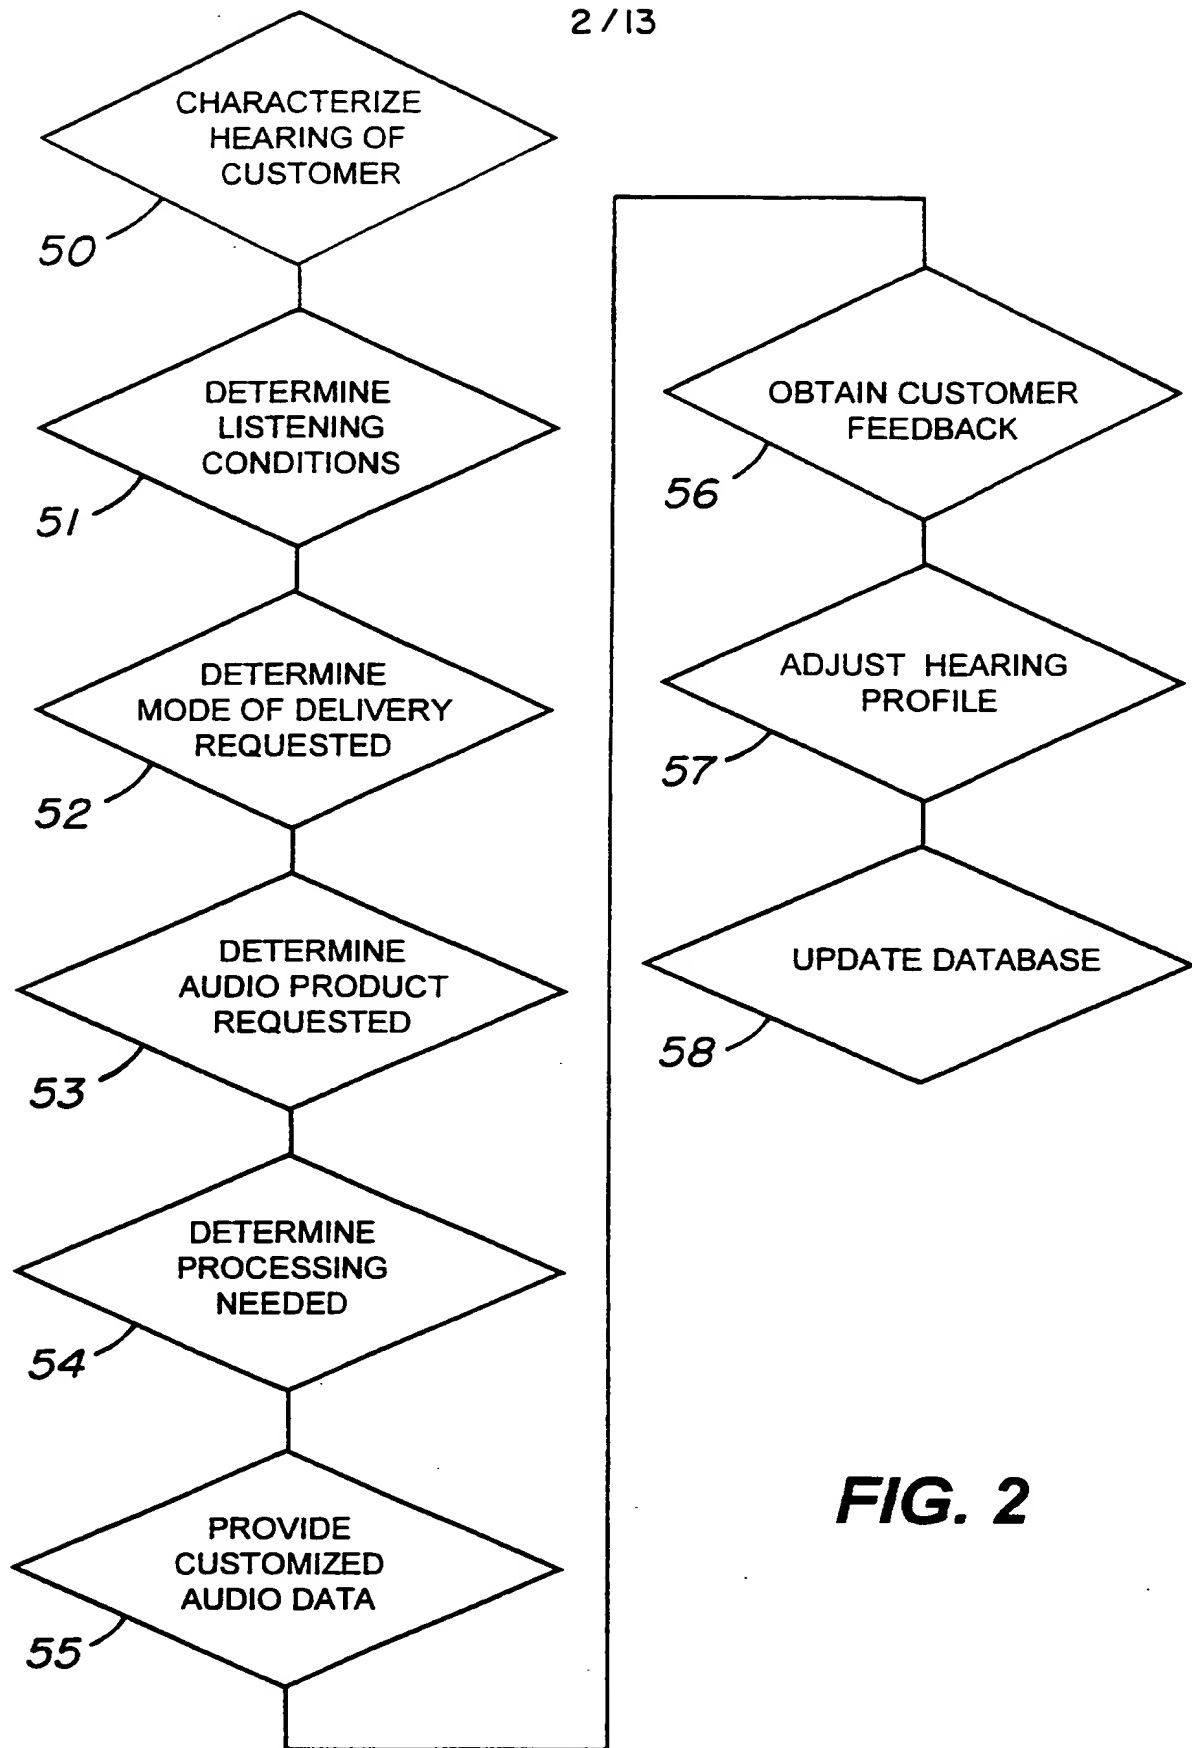 2/13
CHARACTERIZE
HEARING OF
CUSTOMER
50
DETERMINE
LISTENING
CONDITIONS
51
DETERMINE
MODE OF DELIVERY
REQUESTED
52
DETERMINE
AUDIO PRODUCT
REQUESTED
53
DETERMINE
PROCESSING
NEEDED
54
PROVIDE
CUSTOMIZED
AUDIO DATA
55
OBTAIN CUSTOMER
FEEDBACK
56
ADJUST HEARING
PROFILE
57
UPDATE DATABASE
58
FIG. 2